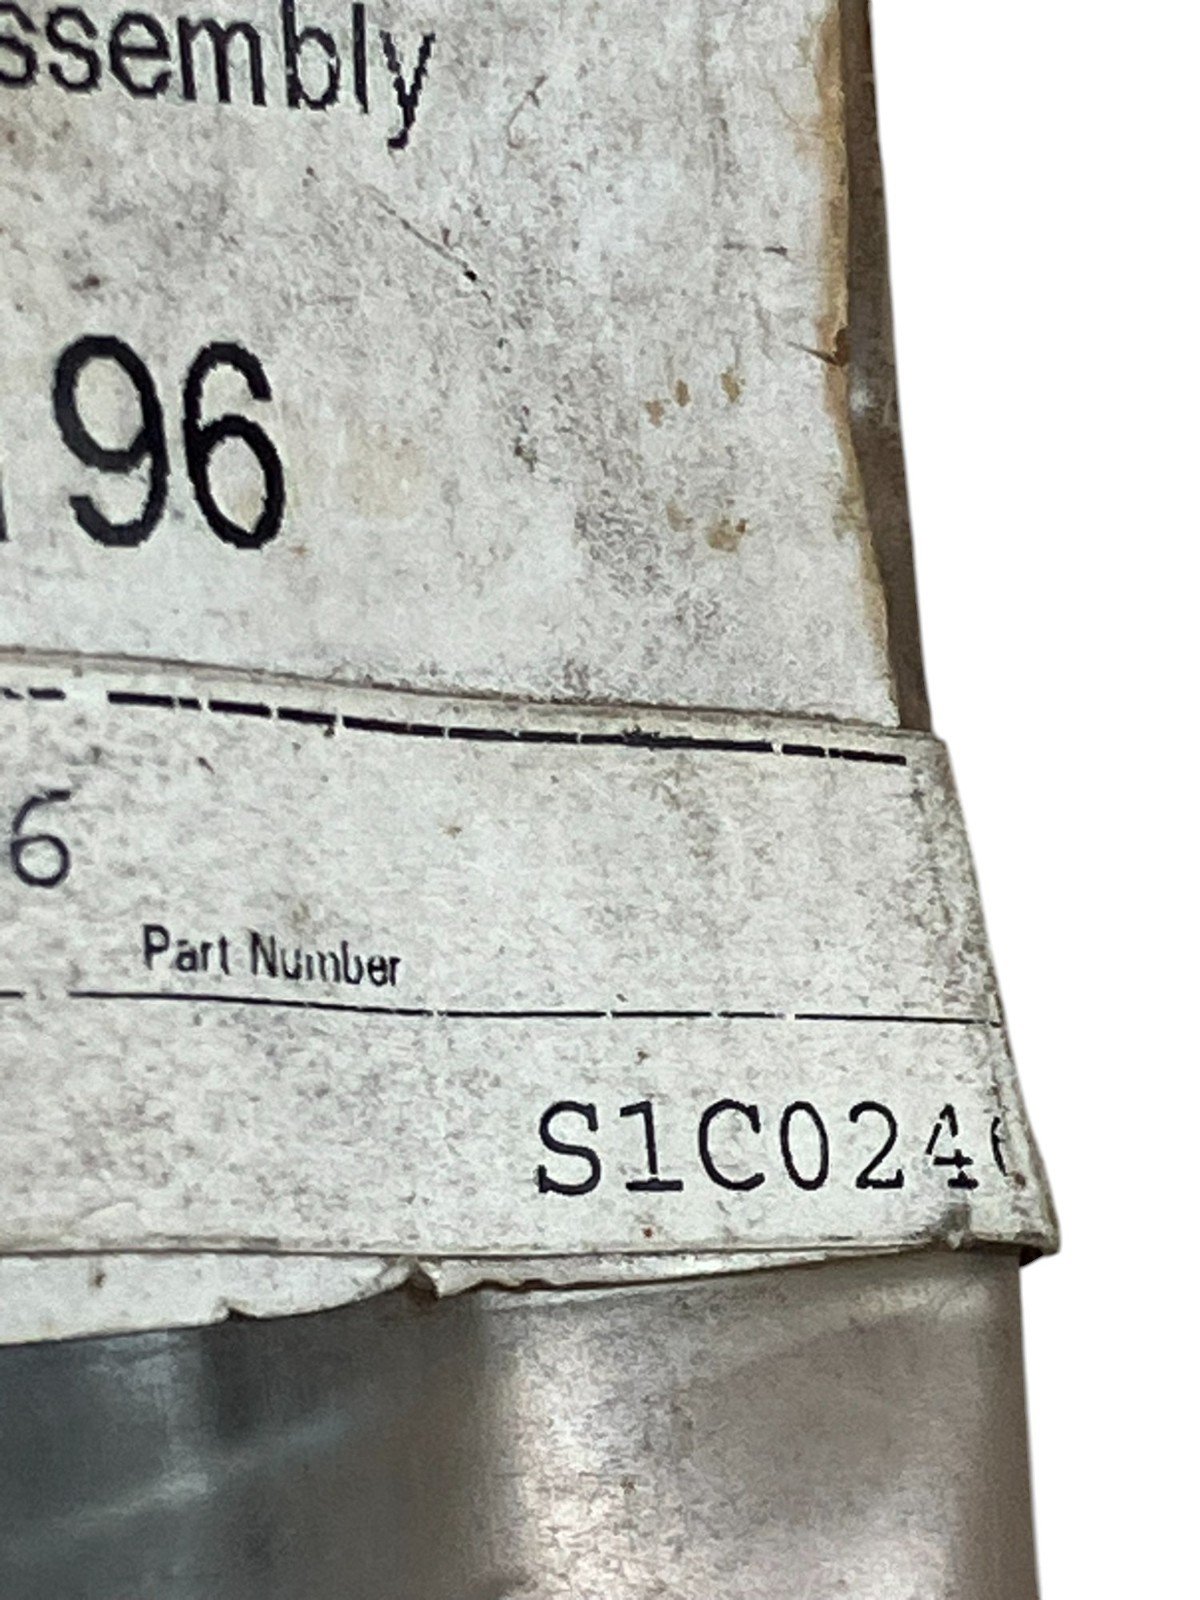 ssembly
96
6
Part Number
S1C024